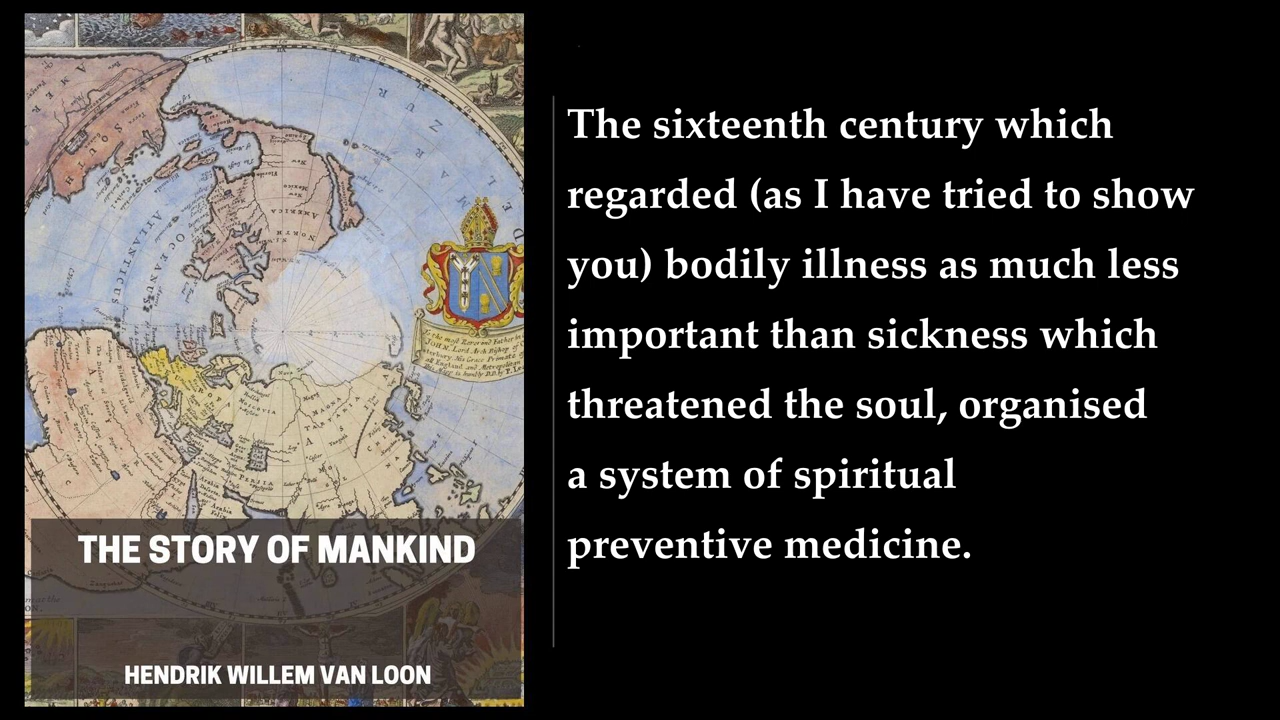 THE STORY OF MANKIND
HENDRIK WILLEM VAN LOON
The sixteenth century which
regarded (as I have tried to show
you) bodily illness as much less
important than sickness which
threatened the soul, organised
a system of spiritual
preventive medicine.